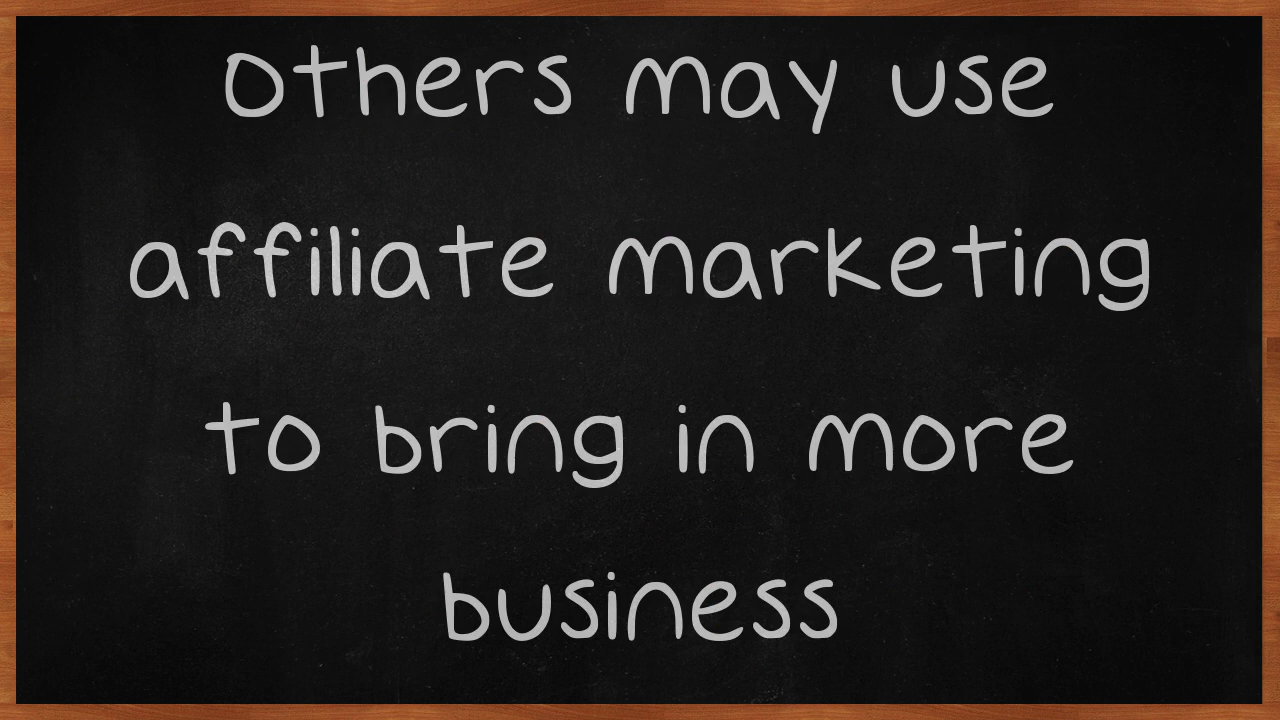 Others may use
affiliate marketing
to bring in more
business